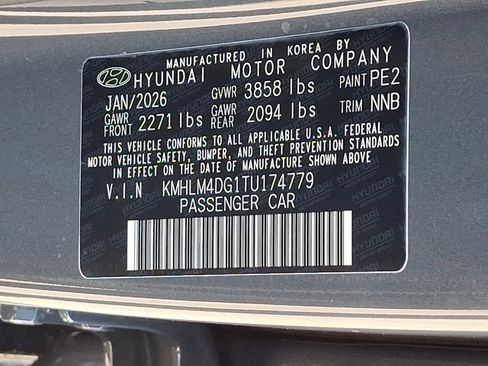 MANUFACTURED IN KOREA BY
HYUNDAI MOTOR COMPANY
JAN/2026 GVWR 3858 lbs PAINT PE2
GAWR FRONT 2271 lbs GAWR REAR 2094 lbs TRIM NNB
THIS VEHICLE CONFORMS TO ALL APPLICABLE U.S.A. FEDERAL
MOTOR VEHICLE SAFETY, BUMPER, AND THEFT PREVENTION STANDARDS
IN EFFECT ON THE DATE OF MANUFACTURE SHOWN ABOVE.
V.I.N KMHLM4DG1TU174779
PASSENGER CAR